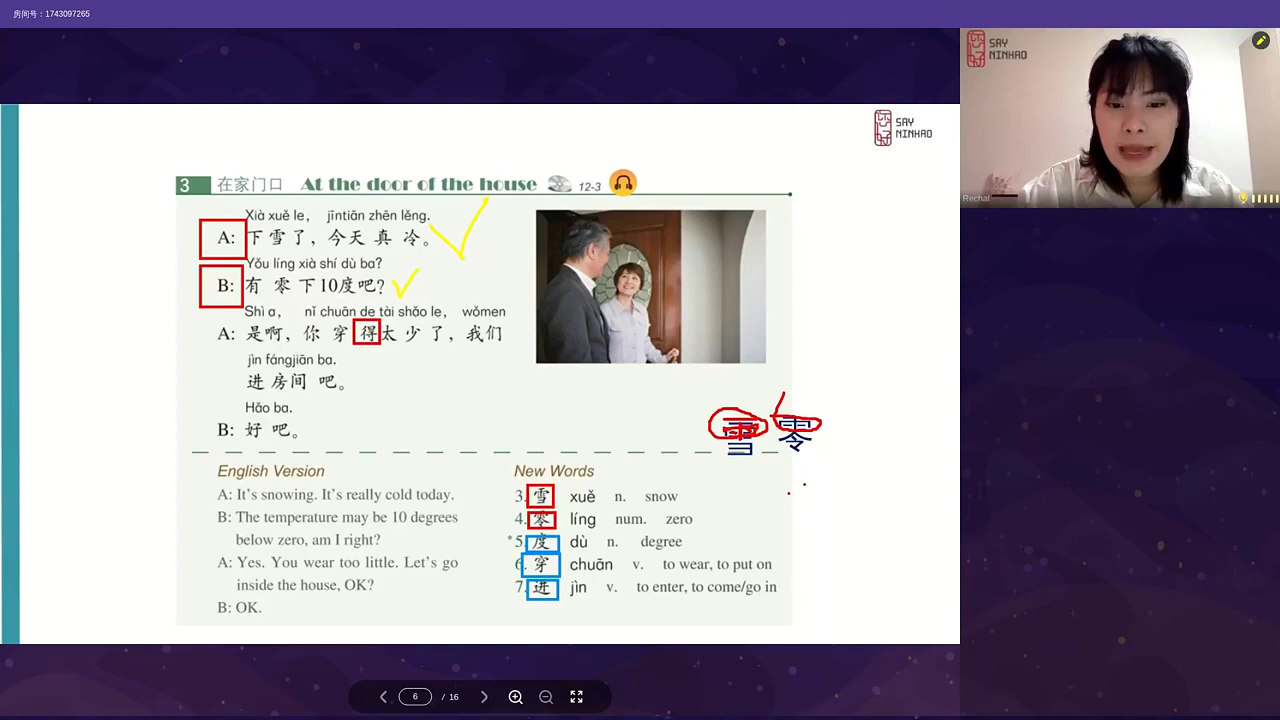 房间号：1743097265
SAY
NINHAO
SAY
NINHAO
Rechal
3 在家门口 At the door of the house 12-3
Xià xuě le, jīntiān zhēn lěng.
A: 下雪了，今天真冷。
Yǒu líng xià shí dù ba?
B: 有零下10度吧？
Shì a, nǐ chuān de tài shǎo le, wǒmen
A: 是啊，你穿得太少了，我们
jìn fángjiān ba.
进房间吧。
Hǎo ba.
B: 好吧。
雪 零
English Version
A: It's snowing. It's really cold today.
B: The temperature may be 10 degrees
below zero, am I right?
A: Yes. You wear too little. Let's go
inside the house, OK?
B: OK.
New Words
3. 雪 xuě n. snow
4. 零 líng num. zero
*5. 度 dù n. degree
6. 穿 chuān v. to wear, to put on
7. 进 jìn v. to enter, to come/go in
6 / 16